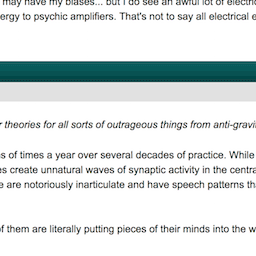 may have my biases... but I do see an awful lot of electri
ergy to psychic amplifiers. That's not to say all electrical e
r theories for all sorts of outrageous things from anti-gravi
s of times a year over several decades of practice. While
es create unnatural waves of synaptic activity in the centra
e are notoriously inarticulate and have speech patterns th
f them are literally putting pieces of their minds into the w